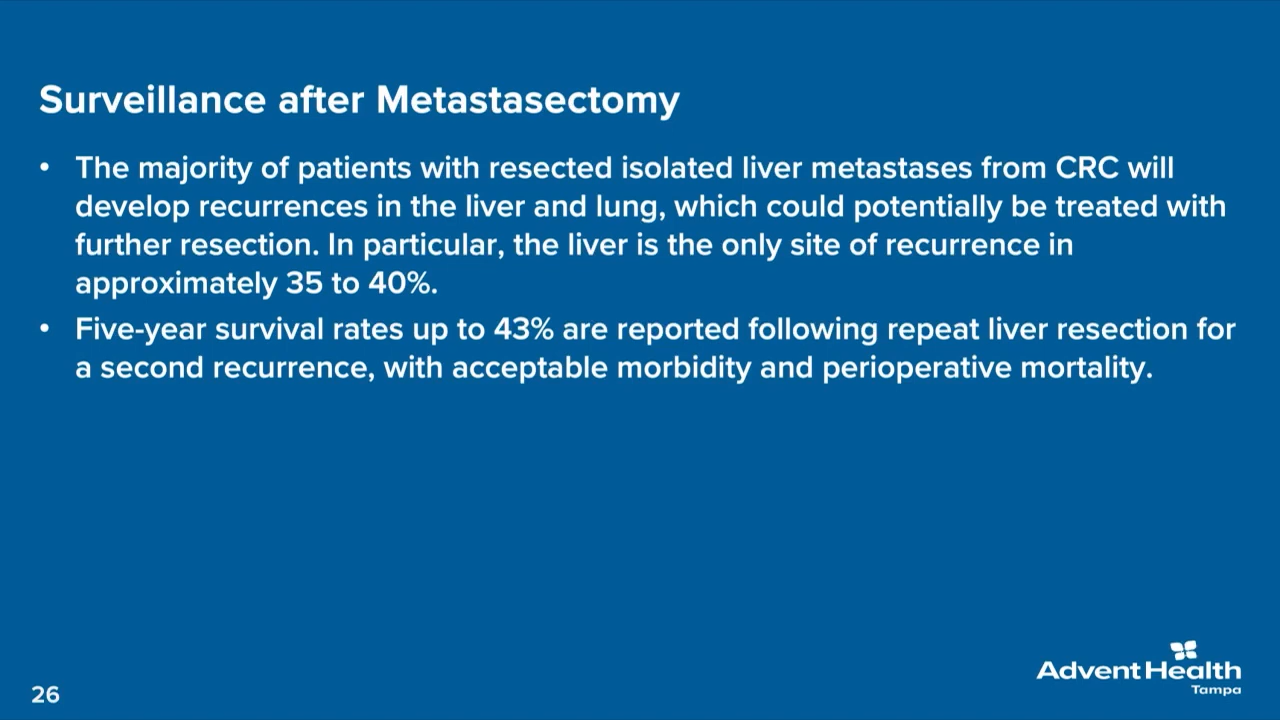 Surveillance after Metastasectomy
• The majority of patients with resected isolated liver metastases from CRC will
develop recurrences in the liver and lung, which could potentially be treated with
further resection. In particular, the liver is the only site of recurrence in
approximately 35 to 40%.
• Five-year survival rates up to 43% are reported following repeat liver resection for
a second recurrence, with acceptable morbidity and perioperative mortality.
AdventHealth
Tampa
26